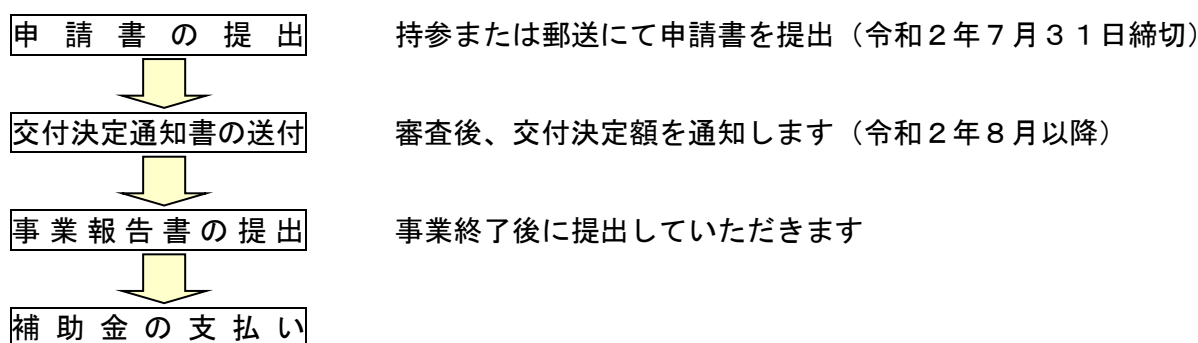 申請書の提出 持参または郵送にて申請書を提出（令和２年７月３１日締切）
交付決定通知書の送付 審査後、交付決定額を通知します（令和２年８月以降）
事業報告書の提出 事業終了後に提出していただきます
補助金の支払い